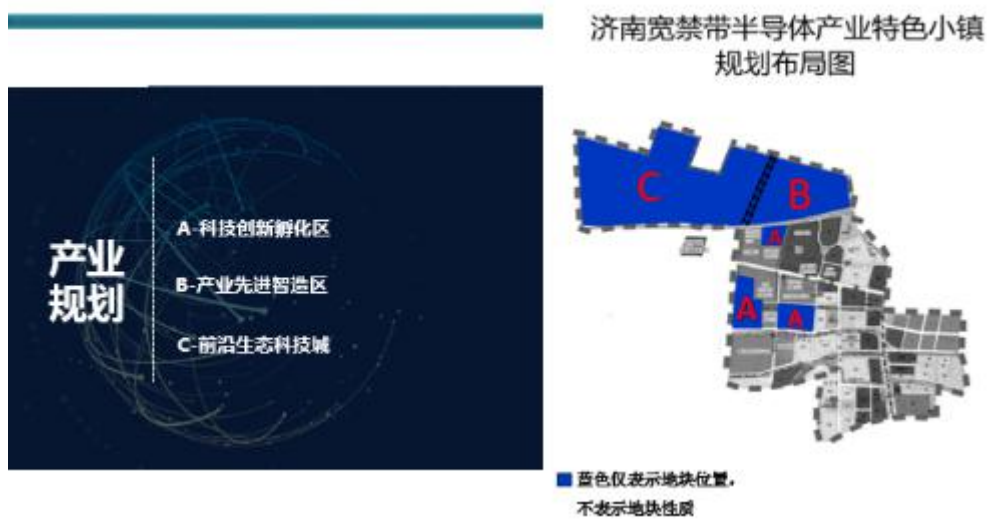 济南宽禁带半导体产业特色小镇
规划布局图
产业
规划
A-科技创新孵化区
B-产业先进智造区
C-前沿生态科技城
C
B
A
A
A
蓝色仅表示地块位置，
不表示地块性质